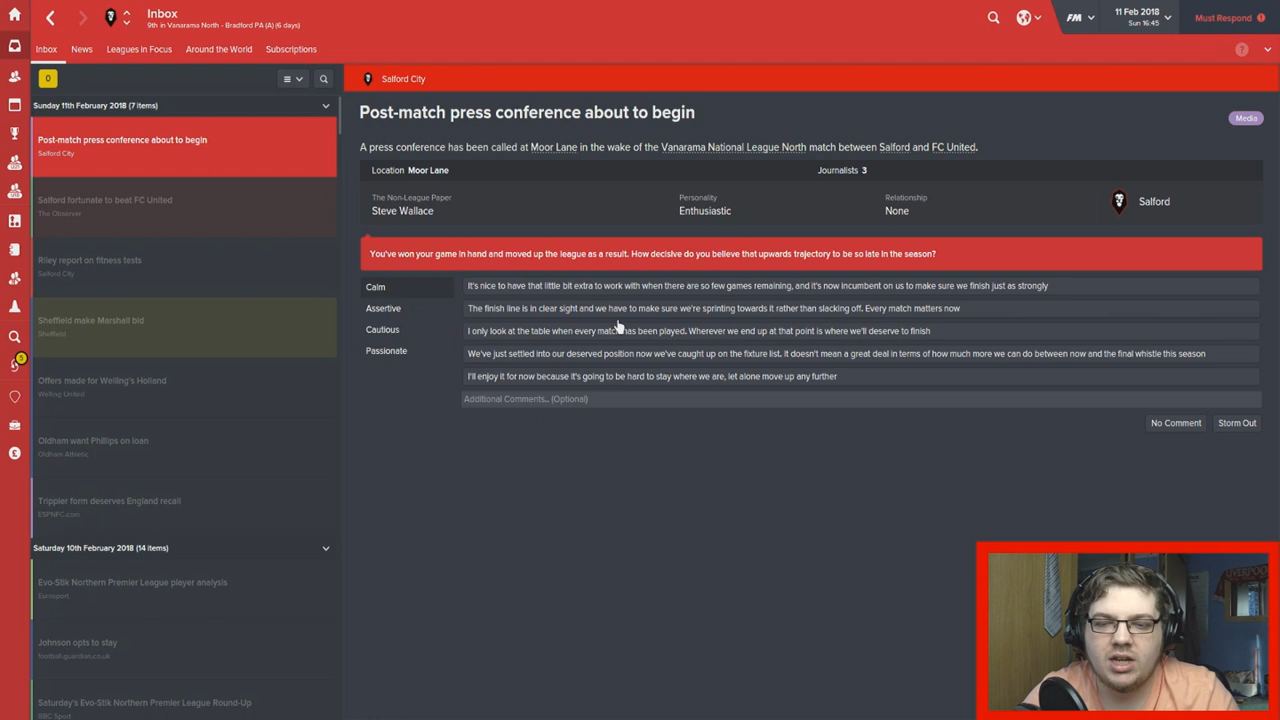 Inbox
9th in Vanarama North - Bradford PA (A) (6 days)
FM
11 Feb 2018
Sun 16:45
Must Respond
Inbox
News
Leagues in Focus
Around the World
Subscriptions
0
Sunday 11th February 2018 (7 items)
Post-match press conference about to begin
Salford City
Salford fortunate to beat FC United
The Observer
Riley report on fitness tests
Salford City
Sheffield make Marshall bid
Sheffield
Offers made for Welling's Holland
Welling United
Oldham want Phillips on loan
Oldham Athletic
Trippier form deserves England recall
ESPNFC.com
Saturday 10th February 2018 (14 items)
Evo-Stik Northern Premier League player analysis
Eurosport
Johnson opts to stay
football.guardian.co.uk
Saturday's Evo-Stik Northern Premier League Round-Up
BBC Sport
5
Salford City
Post-match press conference about to begin
Media
A press conference has been called at Moor Lane in the wake of the Vanarama National League North match between Salford and FC United.
Location Moor Lane
Journalists 3
The Non-League Paper
Steve Wallace
Personality
Enthusiastic
Relationship
None
Salford
You've won your game in hand and moved up the league as a result. How decisive do you believe that upwards trajectory to be so late in the season?
Calm
Assertive
Cautious
Passionate
It's nice to have that little bit extra to work with when there are so few games remaining, and it's now incumbent on us to make sure we finish just as strongly
The finish line is in clear sight and we have to make sure we're sprinting towards it rather than slacking off. Every match matters now
I only look at the table when every match has been played. Wherever we end up at that point is where we'll deserve to finish
We've just settled into our deserved position now we've caught up on the fixture list. It doesn't mean a great deal in terms of how much more we can do between now and the final whistle this season
I'll enjoy it for now because it's going to be hard to stay where we are, let alone move up any further
Additional Comments... (Optional)
No Comment
Storm Out